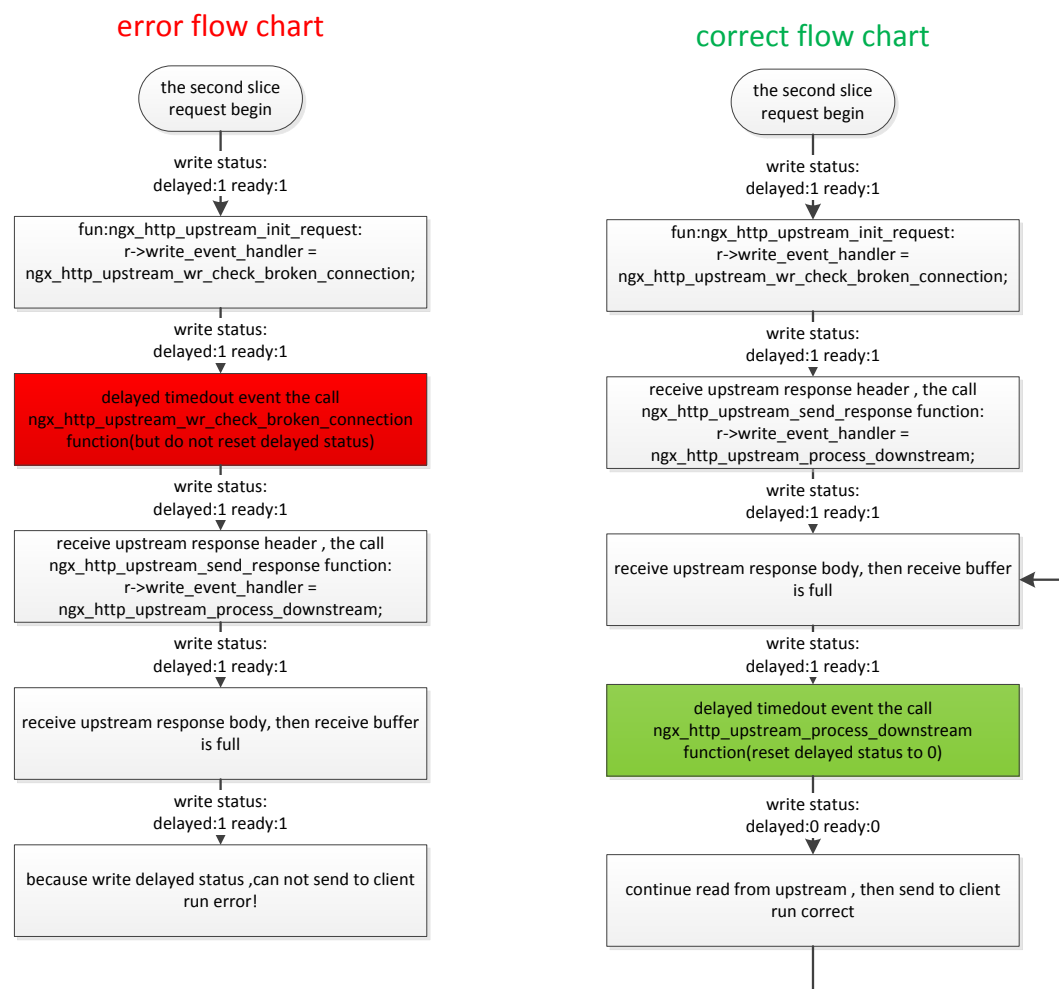 error flow chart
the second slice
request begin
write status:
delayed:1 ready:1
fun:ngx_http_upstream_init_request:
r->write_event_handler =
ngx_http_upstream_wr_check_broken_connection;
write status:
delayed:1 ready:1
delayed timedout event the call
ngx_http_upstream_wr_check_broken_connection
function(but do not reset delayed status)
write status:
delayed:1 ready:1
receive upstream response header , the call
ngx_http_upstream_send_response function:
r->write_event_handler =
ngx_http_upstream_process_downstream;
write status:
delayed:1 ready:1
receive upstream response body, then receive buffer
is full
write status:
delayed:1 ready:1
because write delayed status ,can not send to client
run error!
correct flow chart
the second slice
request begin
write status:
delayed:1 ready:1
fun:ngx_http_upstream_init_request:
r->write_event_handler =
ngx_http_upstream_wr_check_broken_connection;
write status:
delayed:1 ready:1
receive upstream response header , the call
ngx_http_upstream_send_response function:
r->write_event_handler =
ngx_http_upstream_process_downstream;
write status:
delayed:1 ready:1
receive upstream response body, then receive buffer
is full
write status:
delayed:1 ready:1
delayed timedout event the call
ngx_http_upstream_process_downstream
function(reset delayed status to 0)
write status:
delayed:0 ready:0
continue read from upstream , then send to client
run correct